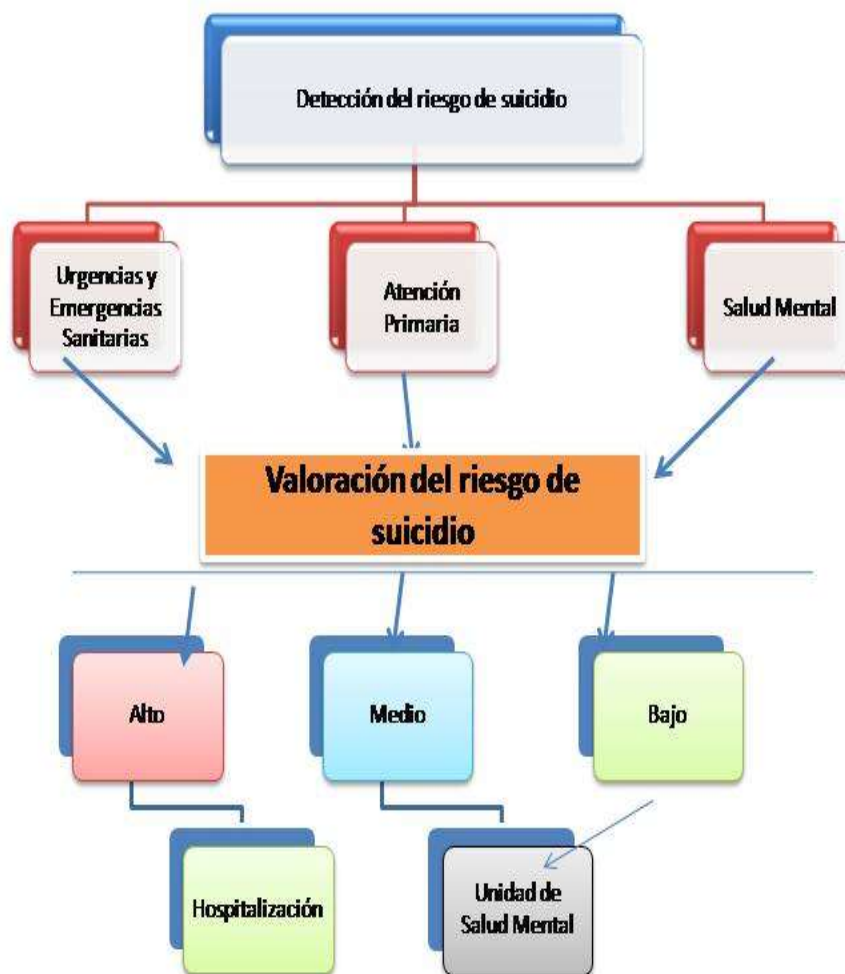 Detección del riesgo de suicidio
Urgencias y
Emergencias
Sanitarias
Atención
Primaria
Salud Mental
Valoración del riesgo de
suicidio
Alto
Medio
Bajo
Hospitalización
Unidad de
Salud Mental